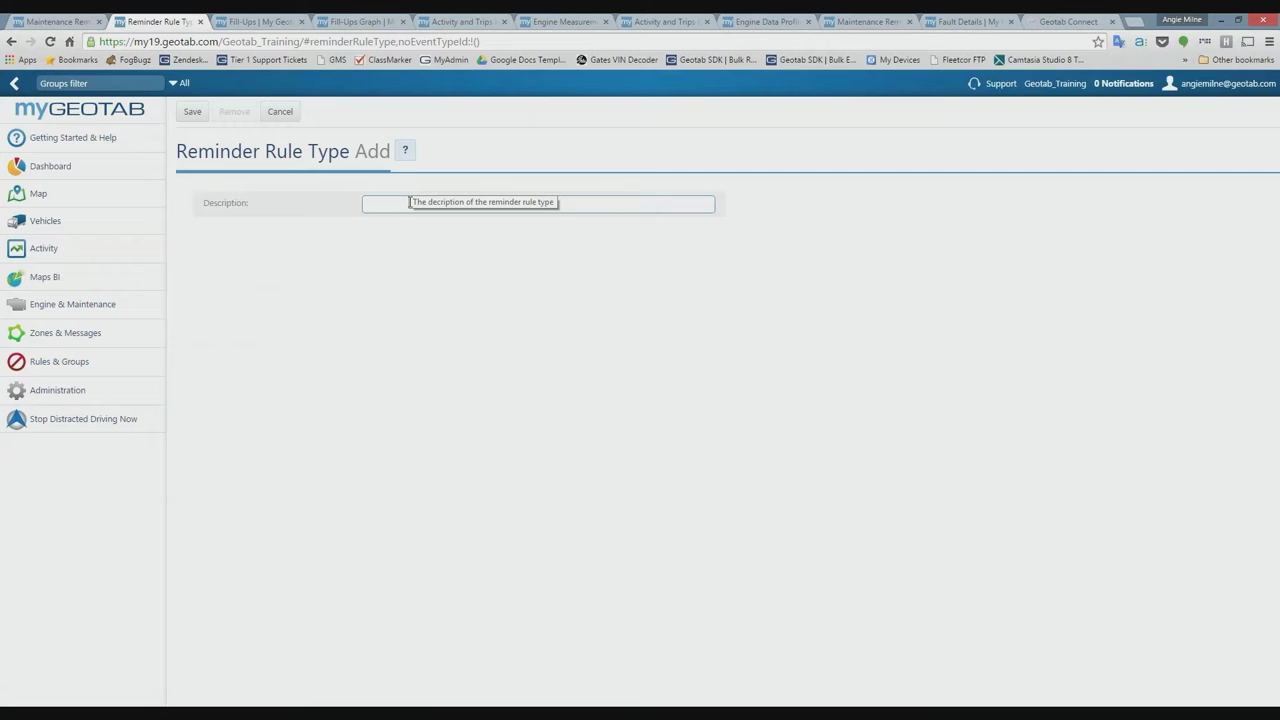 Maintenance Rem
Reminder Rule Typ
Fill-Ups | My Geot
Fill-Ups Graph | M
Activity and Trips
Engine Measurem
Activity and Trips
Engine Data Profil
Maintenance Rem
Fault Details | My
Geotab Connect
Angie Milne
https://my19.geotab.com/Geotab_Training/#reminderRuleType,noEventTypeId:!()
Apps
Bookmarks
FogBugz
Zendesk...
Tier 1 Support Tickets
GMS
ClassMarker
MyAdmin
Google Docs Templ...
Gates VIN Decoder
Geotab SDK | Bulk R...
Geotab SDK | Bulk E...
My Devices
Fleetcor FTP
Camtasia Studio 8 T...
»
Other bookmarks
Groups filter
All
Support
Geotab_Training
0 Notifications
angiemilne@geotab.com
myGEOTAB
Save
Remove
Cancel
Getting Started & Help
Reminder Rule Type Add ?
Dashboard
Map
Description:
The decription of the reminder rule type
Vehicles
Activity
Maps BI
Engine & Maintenance
Zones & Messages
Rules & Groups
Administration
Stop Distracted Driving Now